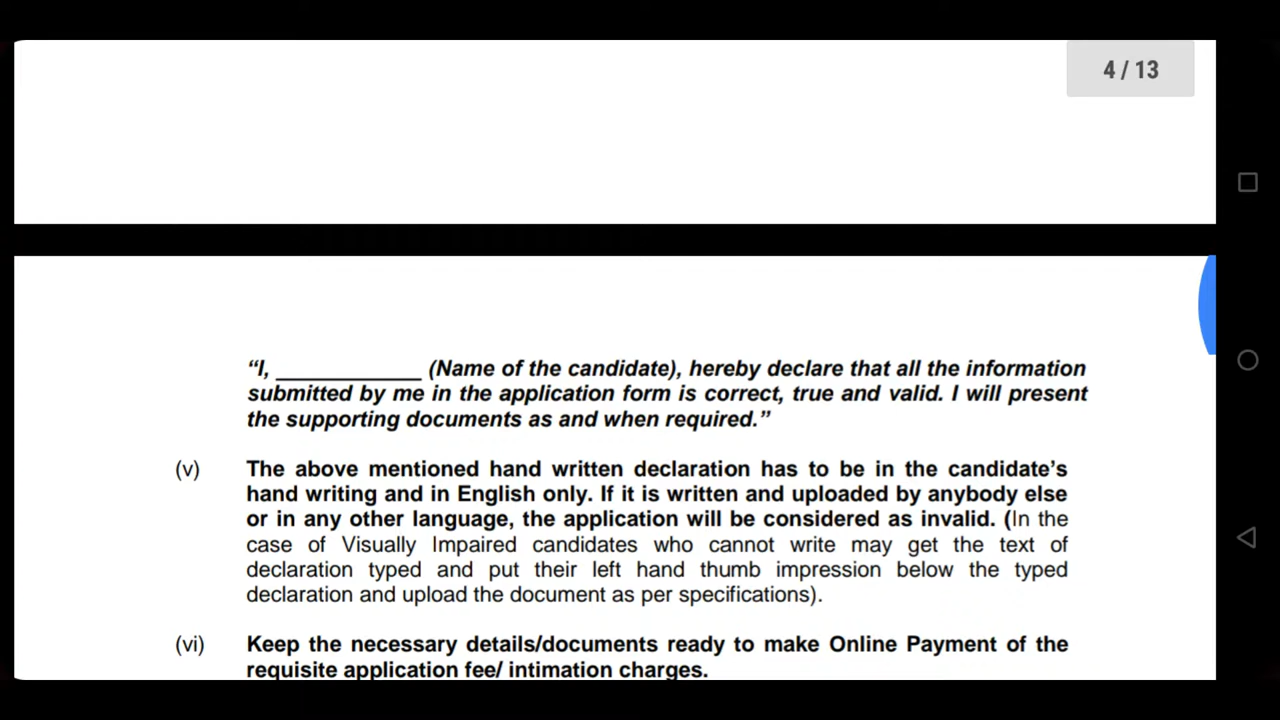 4 / 13
“I, ____________ (Name of the candidate), hereby declare that all the information
submitted by me in the application form is correct, true and valid. I will present
the supporting documents as and when required.”
(v) The above mentioned hand written declaration has to be in the candidate’s
hand writing and in English only. If it is written and uploaded by anybody else
or in any other language, the application will be considered as invalid. (In the
case of Visually Impaired candidates who cannot write may get the text of
declaration typed and put their left hand thumb impression below the typed
declaration and upload the document as per specifications).
(vi) Keep the necessary details/documents ready to make Online Payment of the
requisite application fee/ intimation charges.